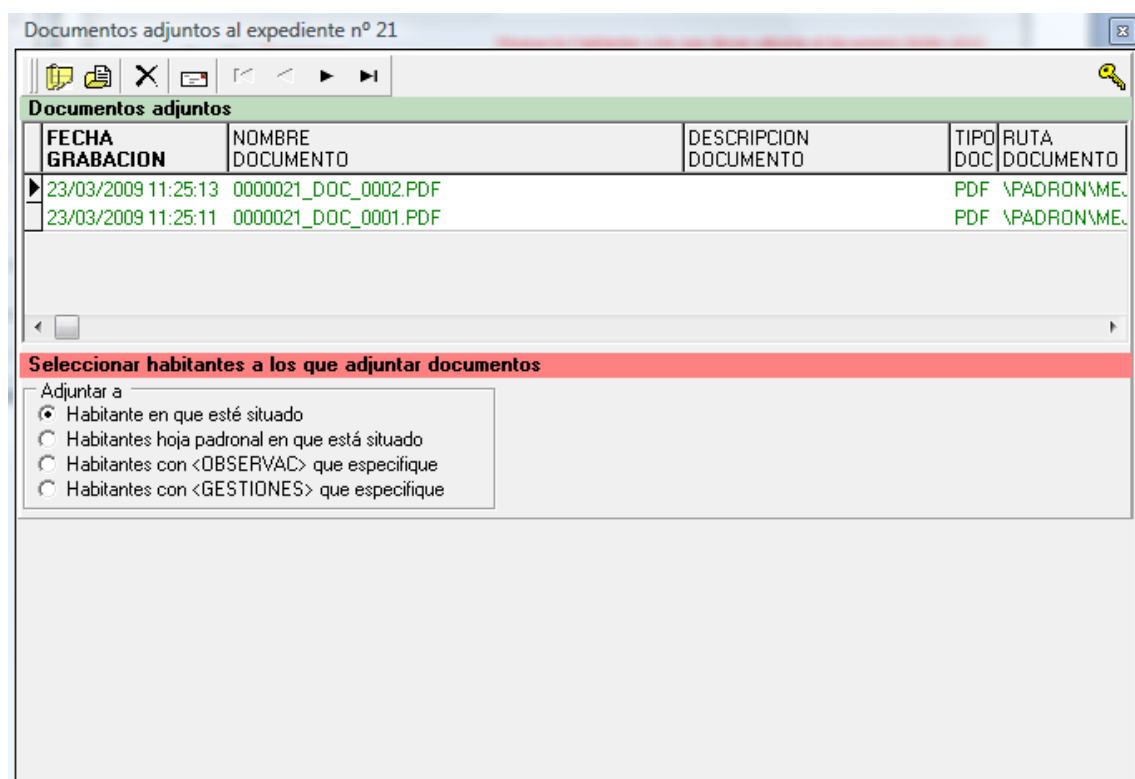 Documentos adjuntos al expediente nº 21
Documentos adjuntos
FECHA GRABACION NOMBRE DOCUMENTO DESCRIPCION DOCUMENTO TIPO DOC RUTA DOCUMENTO
23/03/2009 11:25:13 0000021_DOC_0002.PDF PDF \PADRON\ME
23/03/2009 11:25:11 0000021_DOC_0001.PDF PDF \PADRON\ME
Seleccionar habitantes a los que adjuntar documentos
Adjuntar a
Habitante en que esté situado
Habitantes hoja padronal en que está situado
Habitantes con <OBSERVAC> que especifique
Habitantes con <GESTIONES> que especifique